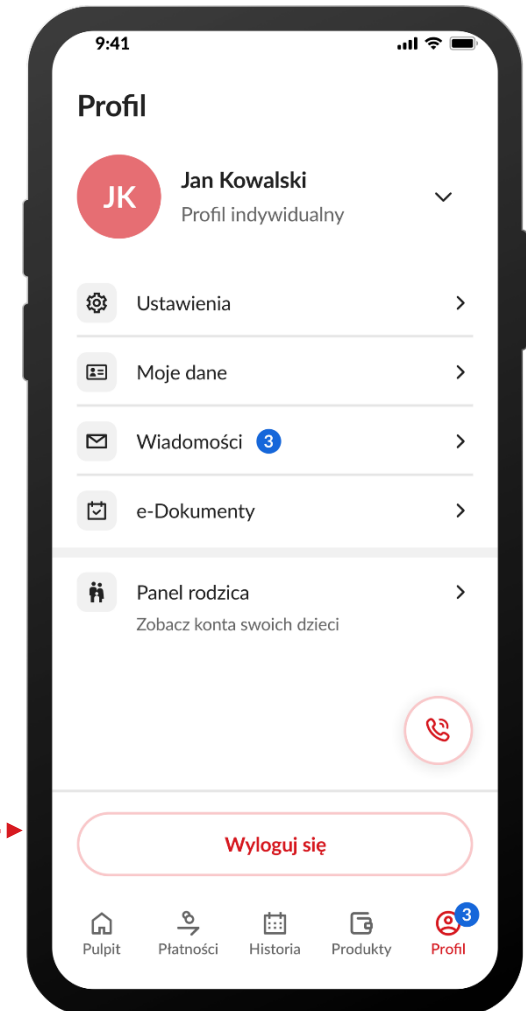 9:41
Profil
JK
Jan Kowalski
Profil indywidualny
Ustawienia
Moje dane
Wiadomości 3
e-Dokumenty
Panel rodzica
Zobacz konta swoich dzieci
Wyloguj się
3
Pulpit Płatności Historia Produkty Profil